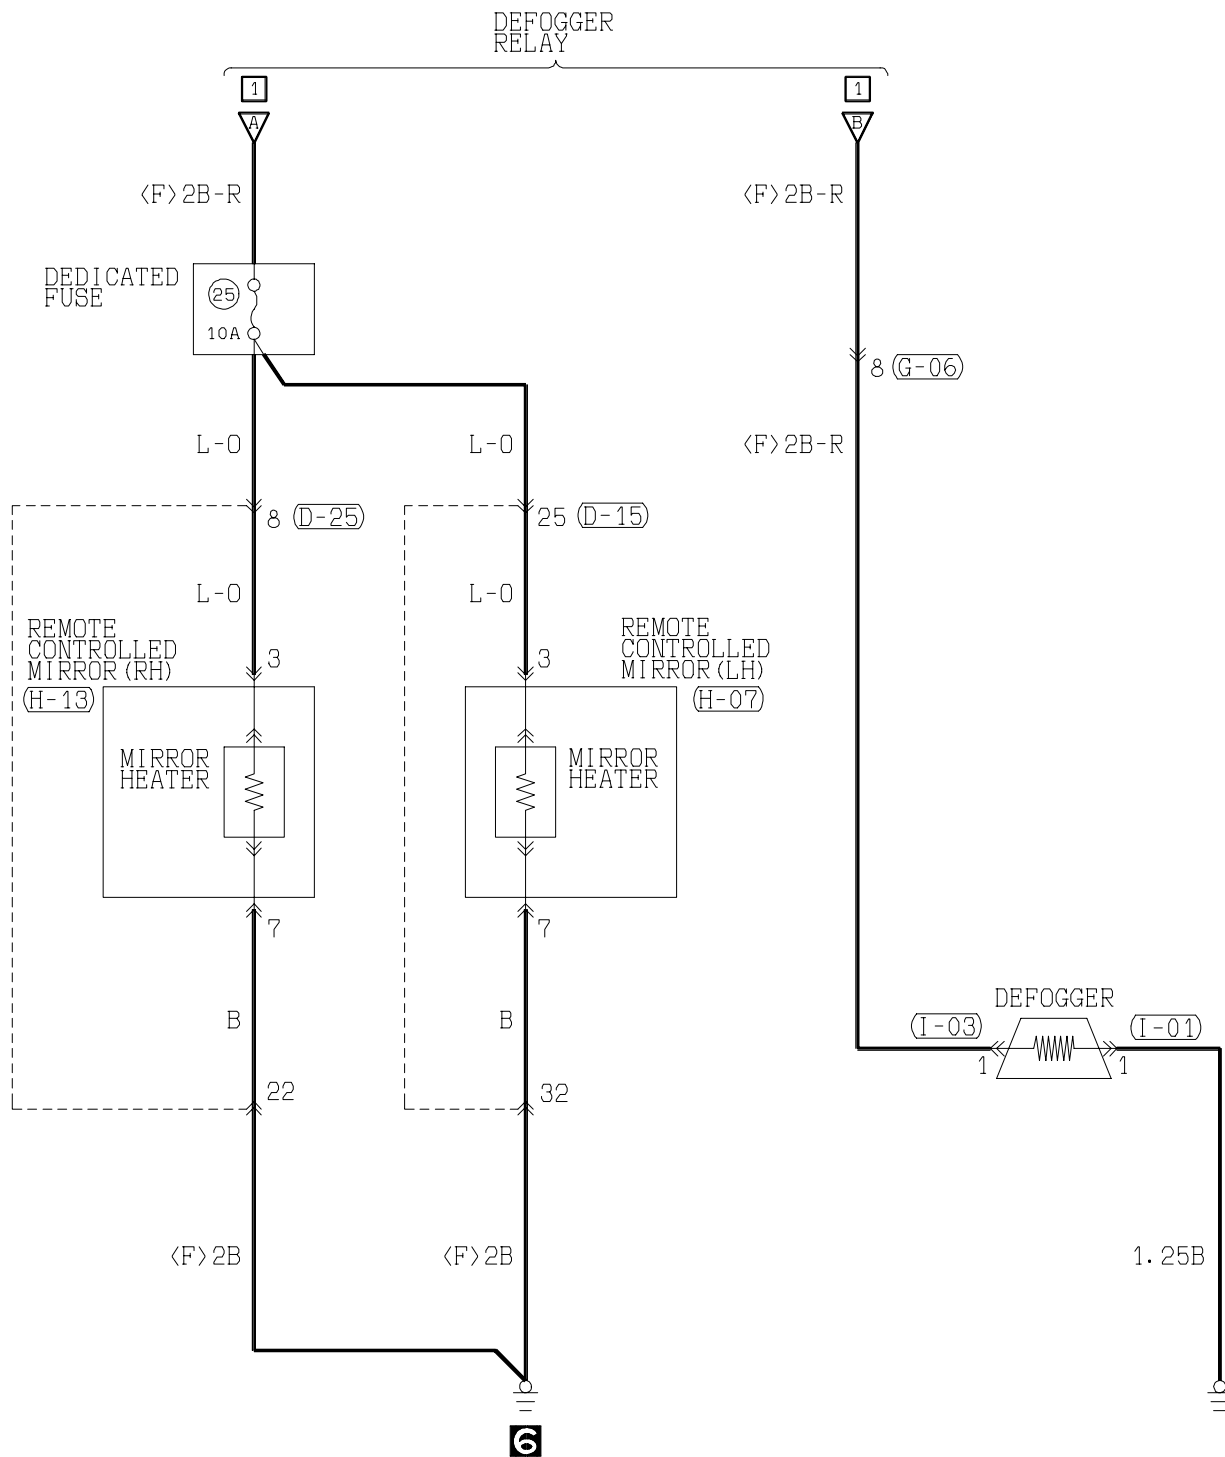 DEFOGGER
RELAY
1
1
A
B
<F>2B-R
<F>2B-R
DEDICATED
FUSE
25
10A
8 (G-06)
L-O
L-O
<F>2B-R
8 (D-25)
25 (D-15)
L-O
L-O
REMOTE
CONTROLLED
MIRROR(RH)
(H-13)
3
3
REMOTE
CONTROLLED
MIRROR(LH)
(H-07)
MIRROR
HEATER
MIRROR
HEATER
7
7
DEFOGGER
B
B
(I-03)
(I-01)
1
1
22
32
<F>2B
<F>2B
1.25B
6